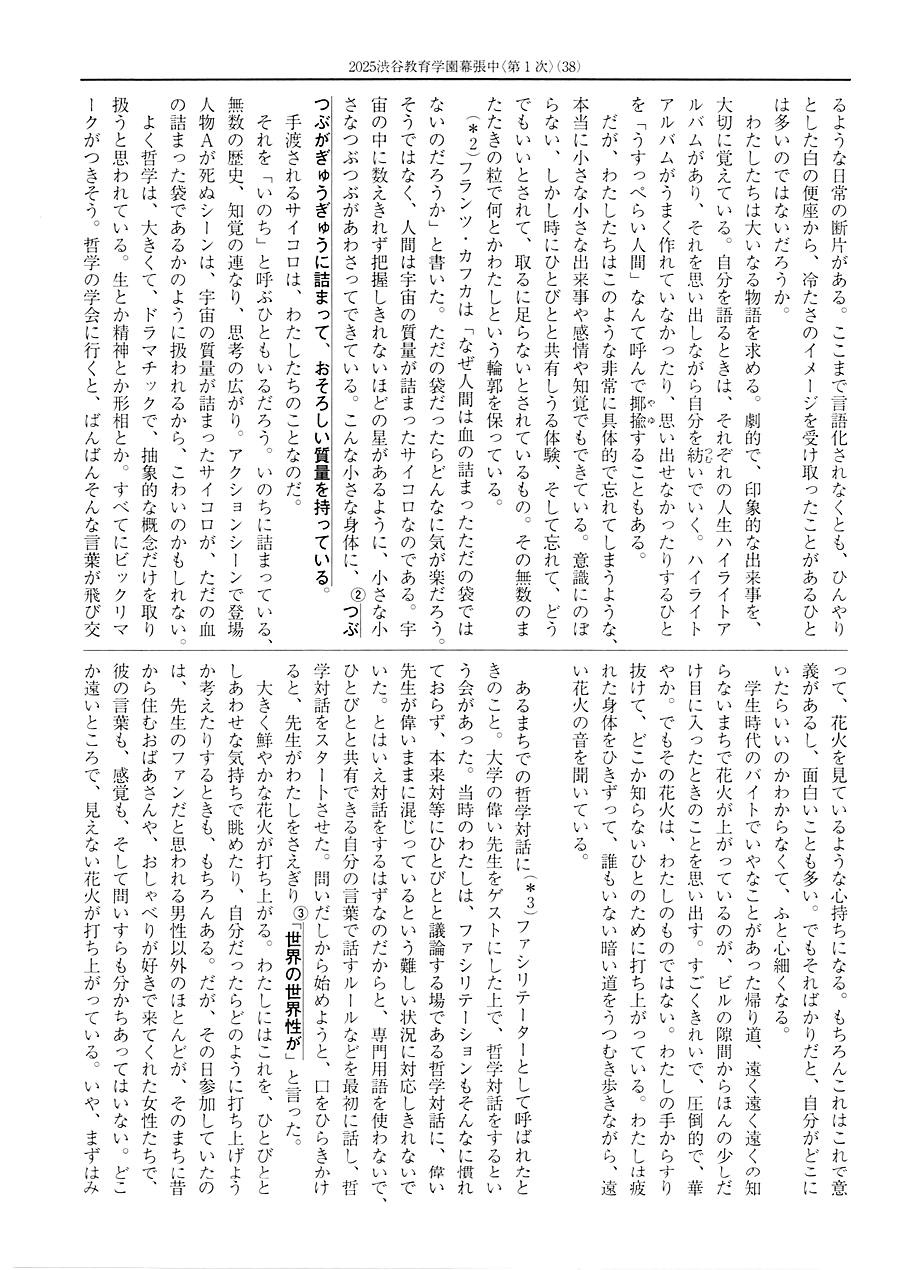 2025渋谷教育学園幕張中〈第1次〉(38)
るような日常の断片がある。ここまで言語化されなくとも、ひんやり
とした白の便座から、冷たさのイメージを受け取ったことがあるひと
は多いのではないだろうか。
わたしたちは大いなる物語を求める。劇的で、印象的な出来事を、
大切に覚えている。自分を語るときは、それぞれの人生ハイライトア
ルバムがあり、それを思い出しながら自分を紡いでいく。ハイライト
アルバムがうまく作れていなかったり、思い出せなかったりするひと
を「うすっぺらい人間」なんて呼んで揶揄することもある。
だが、わたしたちはこのような非常に具体的で忘れてしまうような、
本当に小さな小さな出来事や感情や知覚でもできている。意識にのぼ
らない、しかし時にひとびとと共有しうる体験、そして忘れて、どう
でもいいとされて、取るに足らないとされているもの。その無数のま
たたきの粒で何とかわたしという輪郭を保っている。
(*2)フランツ・カフカは「なぜ人間は血の詰まったただの袋では
ないのだろうか」と書いた。ただの袋だったらどんなに気が楽だろう。
そうではなく、人間は宇宙の質量が詰まったサイコロなのである。宇
宙の中に数えきれず把握しきれないほどの星があるように、小さな小
さなつぶつぶがあわさってできている。こんな小さな身体に、②つぶ
つぶがぎゅうぎゅうに詰まって、おそろしい質量を持っている。
手渡されるサイコロは、わたしたちのことなのだ。
それを「いのち」と呼ぶひともいるだろう。いのちに詰まっている、
無数の歴史、知覚の連なり、思考の広がり。アクションシーンで登場
人物Aが死ぬシーンは、宇宙の質量が詰まったサイコロが、ただの血
の詰まった袋であるかのように扱われるから、こわいのかもしれない。
よく哲学は、大きくて、ドラマチックで、抽象的な概念だけを取り
扱うと思われている。生とか精神とか形相とか。すべてにビックリマ
ークがつきそう。哲学の学会に行くと、ばんばんそんな言葉が飛び交
って、花火を見ているような心持ちになる。もちろんこれはこれで意
義があるし、面白いことも多い。でもそればかりだと、自分がどこに
いたらいいのかわからなくて、ふと心細くなる。
学生時代のバイトでいやなことがあった帰り道、遠く遠く遠くの知
らないまちで花火が上がっているのが、ビルの隙間からほんの少しだ
け目に入ったときのことを思い出す。すごくきれいで、圧倒的で、華
やか。でもその花火は、わたしのものではない。わたしの手からすり
抜けて、どこか知らないひとのために打ち上がっている。わたしは疲
れた身体をひきずって、誰もいない暗い道をうつむき歩きながら、遠
い花火の音を聞いている。
あるまちでの哲学対話に(*3)ファシリテーターとして呼ばれたと
きのこと。大学の偉い先生をゲストにした上で、哲学対話をするとい
う会があった。当時のわたしは、ファシリテーションもそんなに慣れ
ておらず、本来対等にひとびとと議論する場である哲学対話に、偉い
先生が偉いままに混じっているという難しい状況に対応しきれないで
いた。とはいえ対話をするはずなのだからと、専門用語を使わないで、
ひとびとと共有できる自分の言葉で話すルールなどを最初に話し、哲
学対話をスタートさせた。問いだしから始めようと、口をひらきかけ
ると、先生がわたしをさえぎり③「世界の世界性が」と言った。
大きく鮮やかな花火が打ち上がる。わたしにはこれを、ひとびとと
しあわせな気持ちで眺めたり、自分だったらどのように打ち上げよう
か考えたりするときも、もちろんある。だが、その日参加していたの
は、先生のファンだと思われる男性以外のほとんどが、そのまちに昔
から住むおばあさんや、おしゃべりが好きで来てくれた女性たちで、
彼の言葉も、感覚も、そして問いすらも分かちあってはいない。どこ
か遠いところで、見えない花火が打ち上がっている。いや、まずはみ